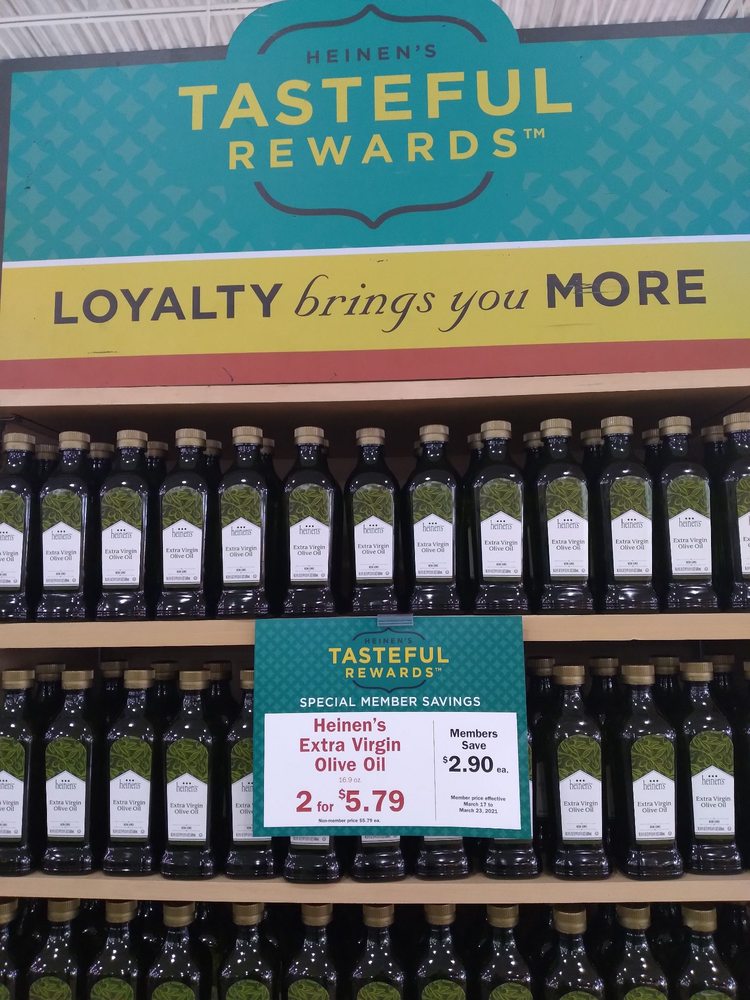 HEINEN'S
TASTEFUL
REWARDS™
LOYALTY brings you MORE
heinen's
Extra Virgin
Olive Oil
HEINEN'S
TASTEFUL
REWARDS™
SPECIAL MEMBER SAVINGS
Heinen's
Extra Virgin
Olive Oil
16.9 oz.
2 for $5.79
Non-member price $5.79 ea.
Members
Save
$2.90 ea.
Member price effective
March 17 to
March 23, 2021